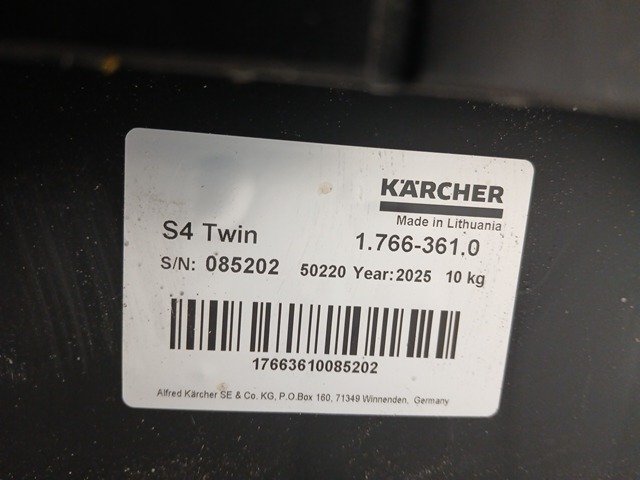 KÄRCHER
Made in Lithuania
S4 Twin 1.766-361.0
S/N: 085202 50220 Year:2025 10 kg
17663610085202
Alfred Kärcher SE & Co. KG, P.O.Box 160, 71349 Winnenden, Germany